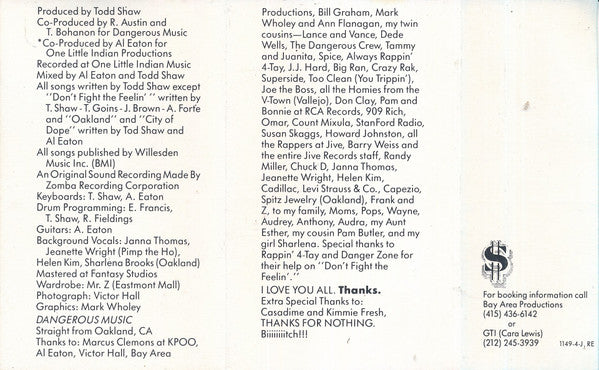 Produced by Todd Shaw
Co-Produced by R. Austin and
T. Bohanon for Dangerous Music
*Co-Produced by Al Eaton for
One Little Indian Productions
Recorded at One Little Indian Music
Mixed by Al Eaton and Todd Shaw
All songs written by Todd Shaw except
''Don't Fight the Feelin' '' written by
T. Shaw - T. Goins - J. Brown - A. Forte
and ''Oakland'' and ''City of
Dope'' written by Tod Shaw and
Al Eaton
All songs published by Willesden
Music Inc. (BMI)
An Original Sound Recording Made By
Zomba Recording Corporation
Keyboards: T. Shaw, A. Eaton
Drum Programming: E. Francis,
T. Shaw, R. Fieldings
Guitars: A. Eaton
Background Vocals: Janna Thomas,
Jeanette Wright (Pimp the Ho),
Helen Kim, Sharlena Brooks (Oakland)
Mastered at Fantasy Studios
Wardrobe: Mr. Z (Eastmont Mall)
Photograph: Victor Hall
Graphics: Mark Wholey
DANGEROUS MUSIC
Straight from Oakland, CA
Thanks to: Marcus Clemons at KPOO,
Al Eaton, Victor Hall, Bay Area
Productions, Bill Graham, Mark
Wholey and Ann Flanagan, my twin
cousins—Lance and Vance, Dede
Wells, The Dangerous Crew, Tammy
and Juanita, Spice, Always Rappin'
4-Tay, J.J. Hard, Big Ran, Crazy Rak,
Superside, Too Clean (You Trippin'),
Joe the Boss, all the Homies from the
V-Town (Vallejo), Don Clay, Pam and
Bonnie at RCA Records, 909 Rich,
Omar, Count Mixula, StanFord Radio,
Susan Skaggs, Howard Johnston, all
the Rappers at Jive, Barry Weiss and
the entire Jive Records staff, Randy
Miller, Chuck D, Janna Thomas,
Jeanette Wright, Helen Kim,
Cadillac, Levi Strauss & Co., Capezio,
Spitz Jewelry (Oakland), Frank and
Z, to my family, Moms, Pops, Wayne,
Audrey, Anthony, Audra, my Aunt
Esther, my cousin Pam Butler, and my
girl Sharlena. Special thanks to
Rappin' 4-Tay and Danger Zone for
their help on ''Don't Fight the
Feelin'.''
I LOVE YOU ALL. Thanks.
Extra Special Thanks to:
Casadime and Kimmie Fresh,
THANKS FOR NOTHING.
Biiiiiiiitch!!!
$
For booking information call
Bay Area Productions
(415) 436-6142
or
GTI (Cara Lewis)
(212) 245-3939
1149-4-J, RE